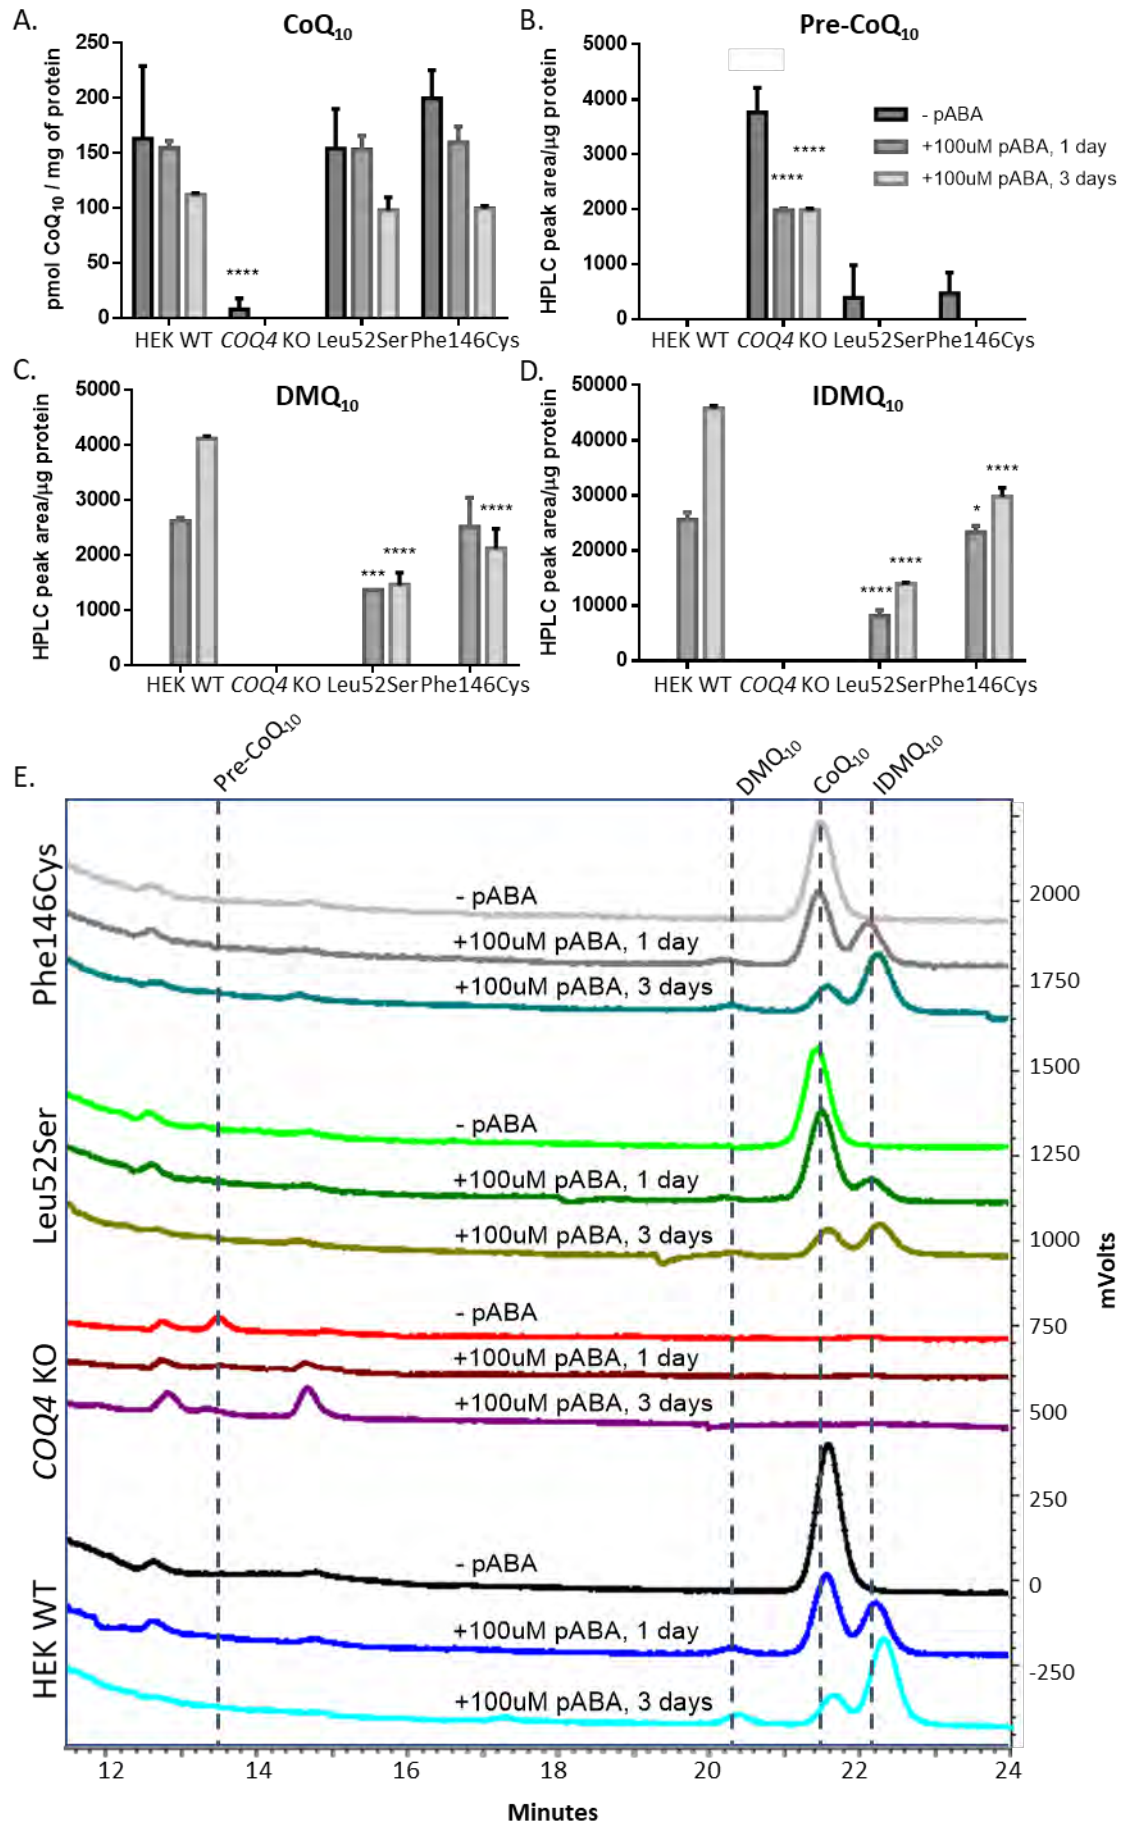 A.
CoQ10
pmol CoQ10 / mg of protein
250
200
150
100
50
0
****
HEK WT COQ4 KO Leu52Ser Phe146Cys
B.
Pre-CoQ10
HPLC peak area/μg protein
5000
4000
3000
2000
1000
0
****
****
- pABA
+100uM pABA, 1 day
+100uM pABA, 3 days
HEK WT COQ4 KO Leu52Ser Phe146Cys
C.
DMQ10
HPLC peak area/μg protein
5000
4000
3000
2000
1000
0
***
****
****
HEK WT COQ4 KO Leu52Ser Phe146Cys
D.
IDMQ10
HPLC peak area/μg protein
50000
40000
30000
20000
10000
0
****
****
*
****
HEK WT COQ4 KO Leu52Ser Phe146Cys
E.
Pre-CoQ10
DMQ10
CoQ10
IDMQ10
Phe146Cys
- pABA
+100uM pABA, 1 day
+100uM pABA, 3 days
Leu52Ser
- pABA
+100uM pABA, 1 day
+100uM pABA, 3 days
COQ4 KO
- pABA
+100uM pABA, 1 day
+100uM pABA, 3 days
HEK WT
- pABA
+100uM pABA, 1 day
+100uM pABA, 3 days
2000
1750
1500
1250
1000
750
500
250
0
-250
mVolts
12 14 16 18 20 22 24
Minutes